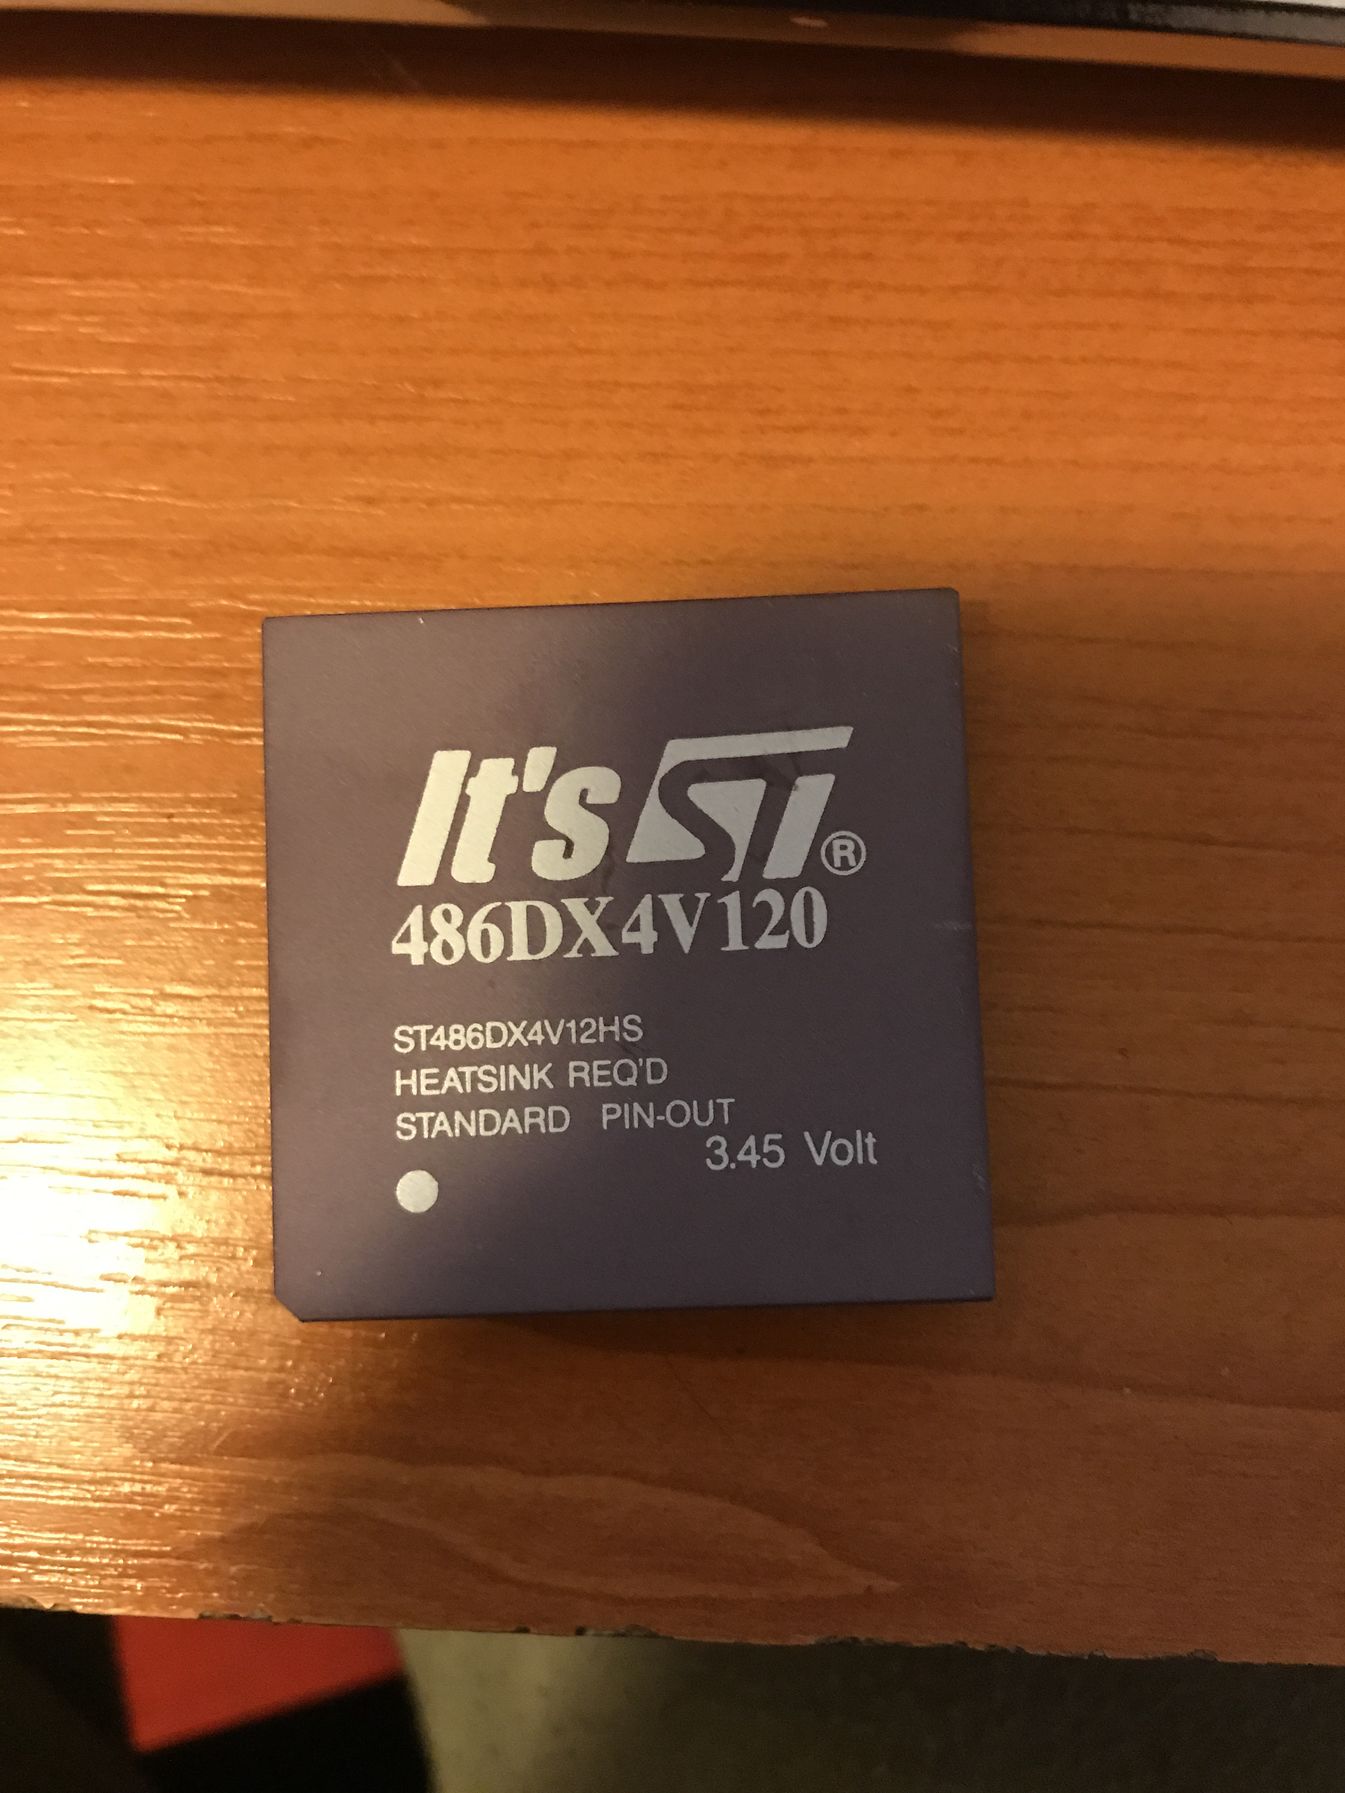 It's ST®
486DX4V120
ST486DX4V12HS
HEATSINK REQ'D
STANDARD PIN-OUT
3.45 Volt